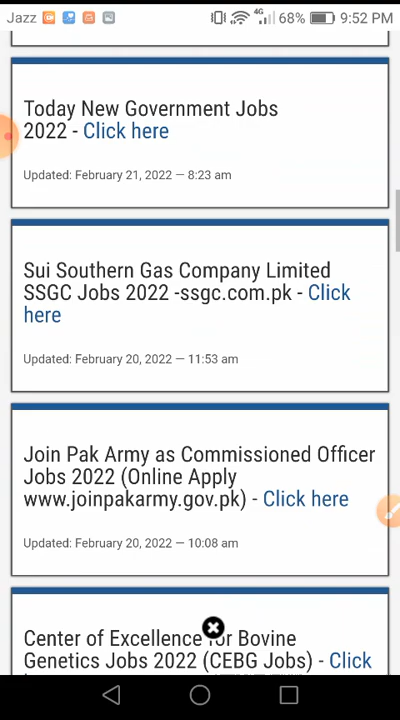 Jazz 4G 68% 9:52 PM
Today New Government Jobs
2022 - Click here
Updated: February 21, 2022 — 8:23 am
Sui Southern Gas Company Limited
SSGC Jobs 2022 -ssgc.com.pk - Click
here
Updated: February 20, 2022 — 11:53 am
Join Pak Army as Commissioned Officer
Jobs 2022 (Online Apply
www.joinpakarmy.gov.pk) - Click here
Updated: February 20, 2022 — 10:08 am
Center of Excellence for Bovine
Genetics Jobs 2022 (CEBG Jobs) - Click